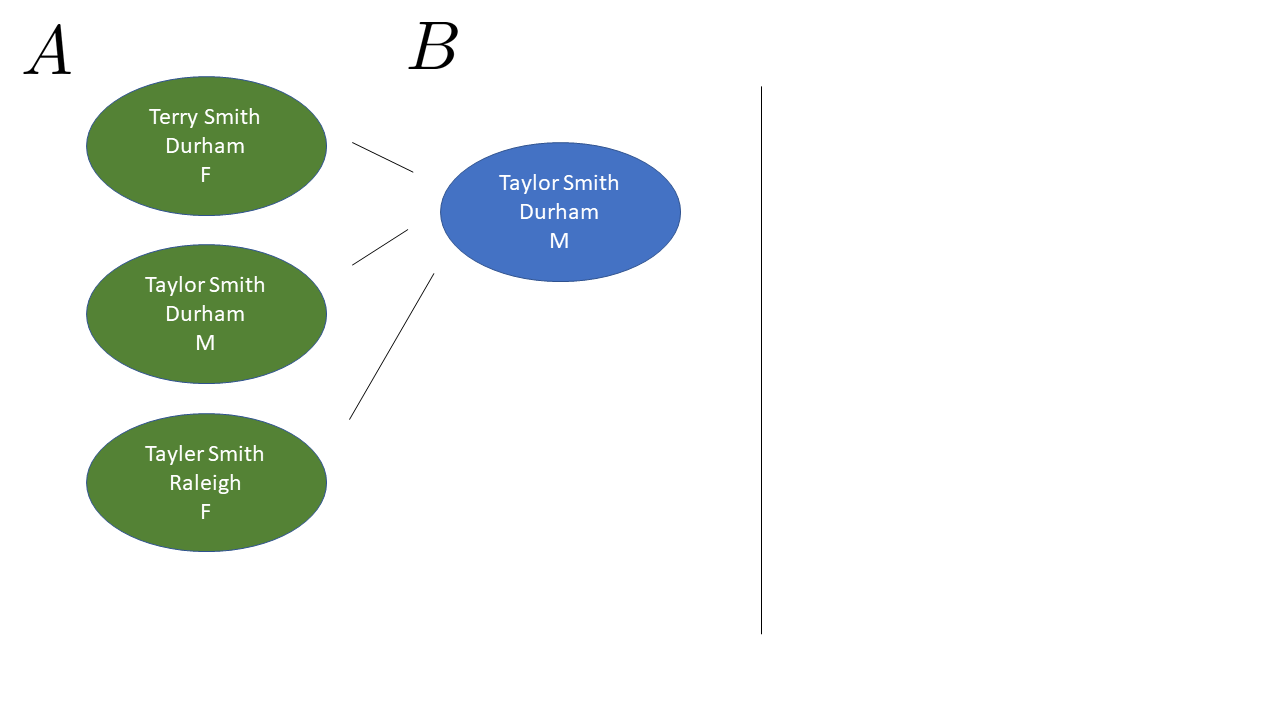 A
B
Terry Smith
Durham
F
Taylor Smith
Durham
M
Tayler Smith
Raleigh
F
Taylor Smith
Durham
M